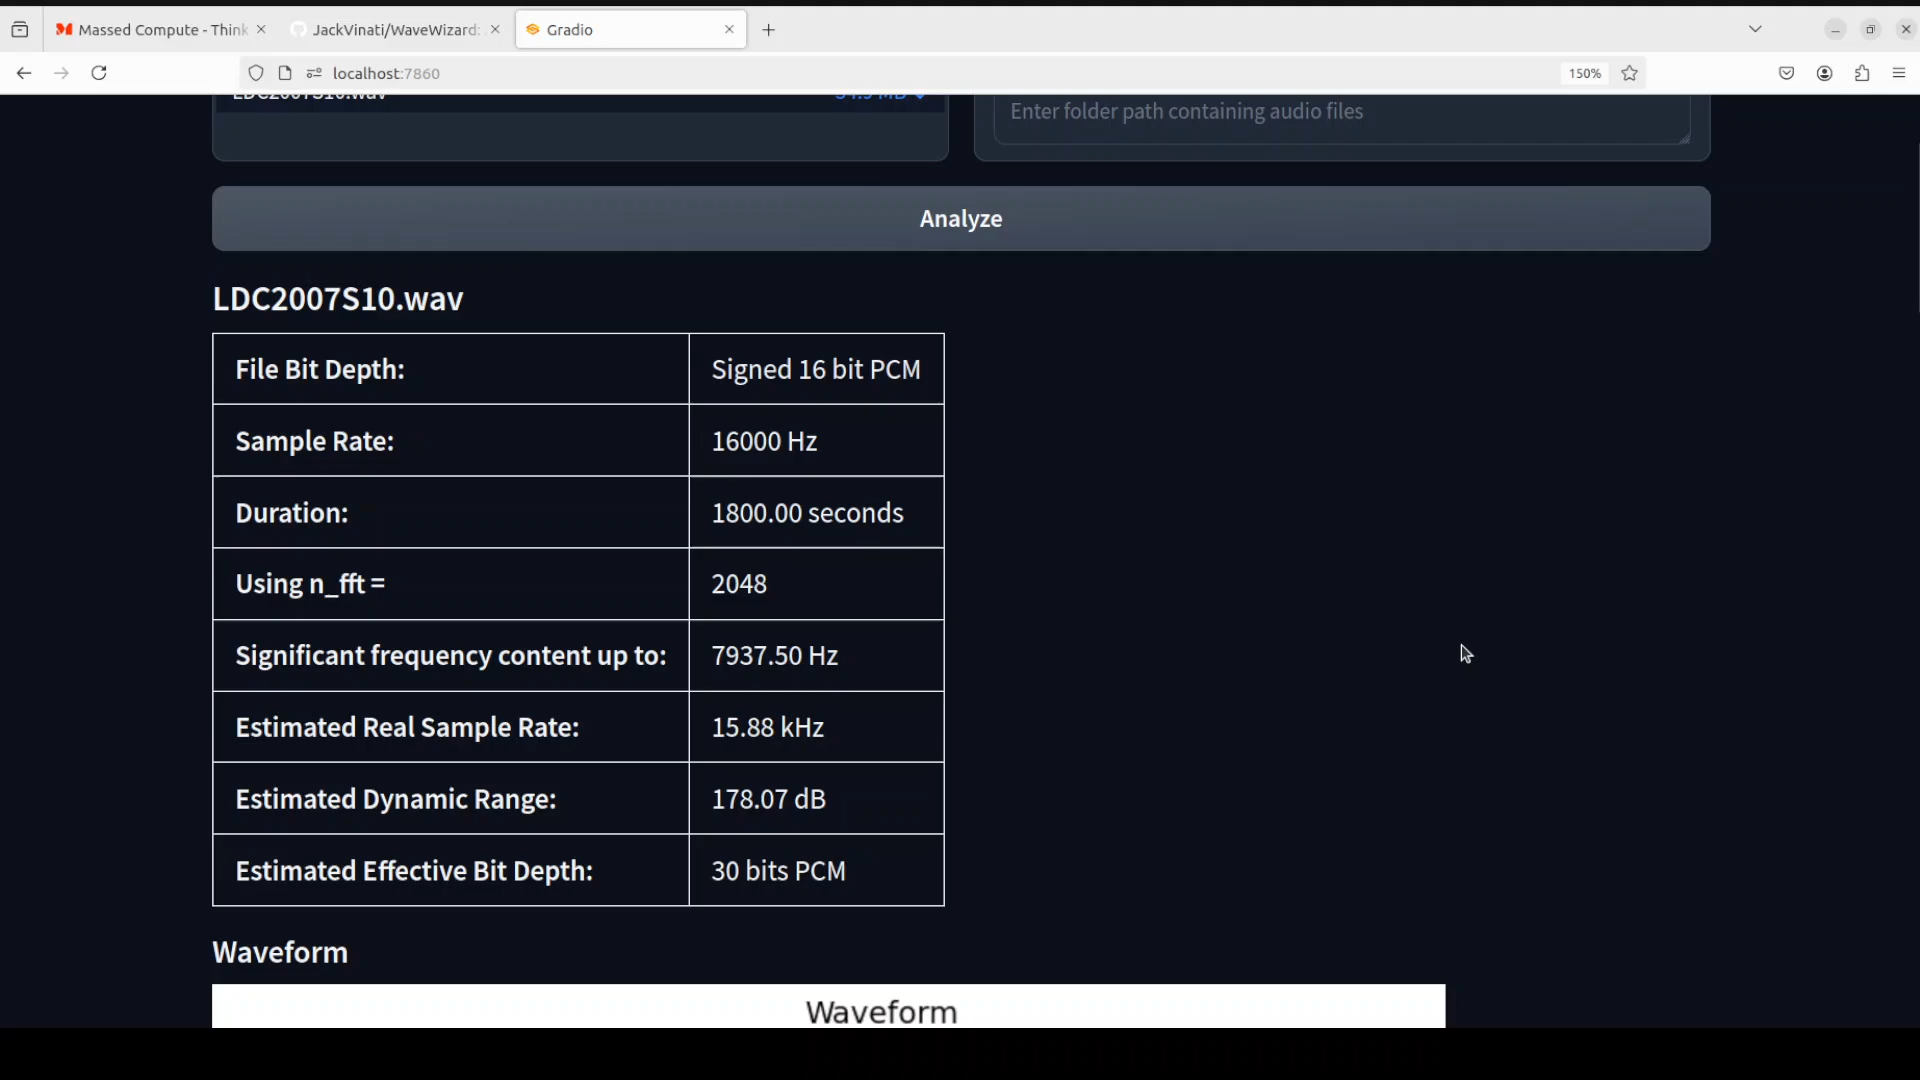 Massed Compute - Think
JackVinati/WaveWizard:
Gradio
localhost:7860
150%
LDC2007S10.wav
Enter folder path containing audio files
Analyze
LDC2007S10.wav
File Bit Depth: Signed 16 bit PCM
Sample Rate: 16000 Hz
Duration: 1800.00 seconds
Using n_fft = 2048
Significant frequency content up to: 7937.50 Hz
Estimated Real Sample Rate: 15.88 kHz
Estimated Dynamic Range: 178.07 dB
Estimated Effective Bit Depth: 30 bits PCM
Waveform
Waveform